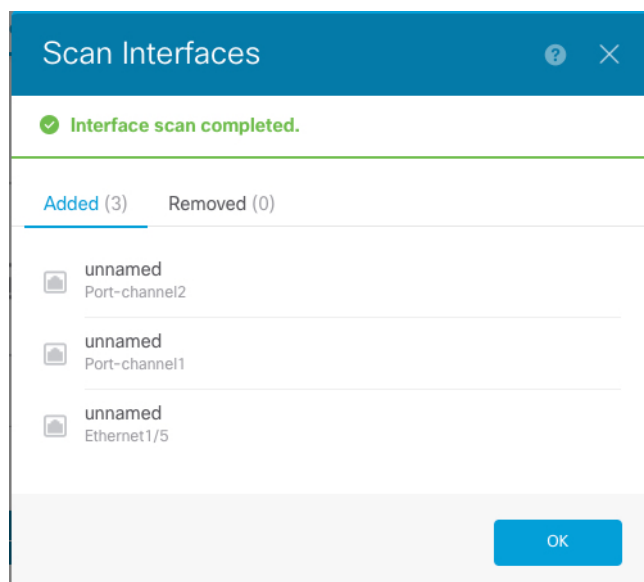 Scan Interfaces
?
Interface scan completed.
Added (3) Removed (0)
unnamed
Port-channel2
unnamed
Port-channel1
unnamed
Ethernet1/5
OK